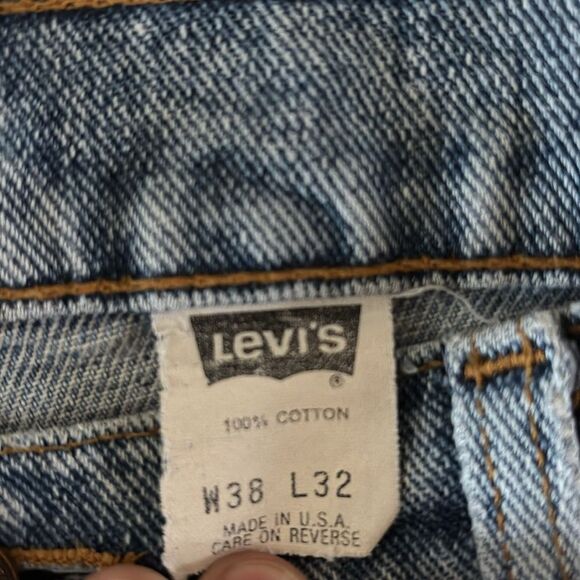 Levi's
®
100% COTTON
W38 L32
MADE IN U.S.A.
CARE ON REVERSE